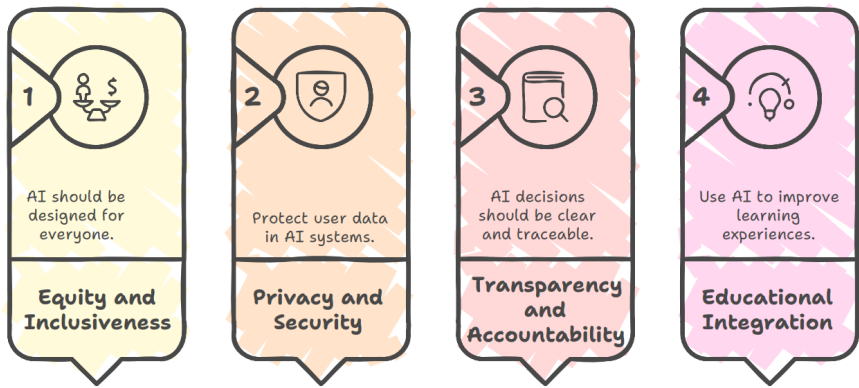 1
$
AI should be
designed for
everyone.
Equity and
Inclusiveness
2
Protect user data
in AI systems.
Privacy and
Security
3
AI decisions
should be clear
and traceable.
Transparency
and
Accountability
4
Use AI to improve
learning
experiences.
Educational
Integration